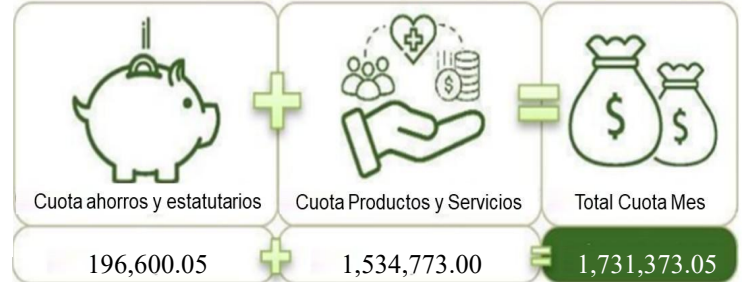 Cuota ahorros y estatutarios
Cuota Productos y Servicios
Total Cuota Mes
196,600.05
1,534,773.00
1,731,373.05